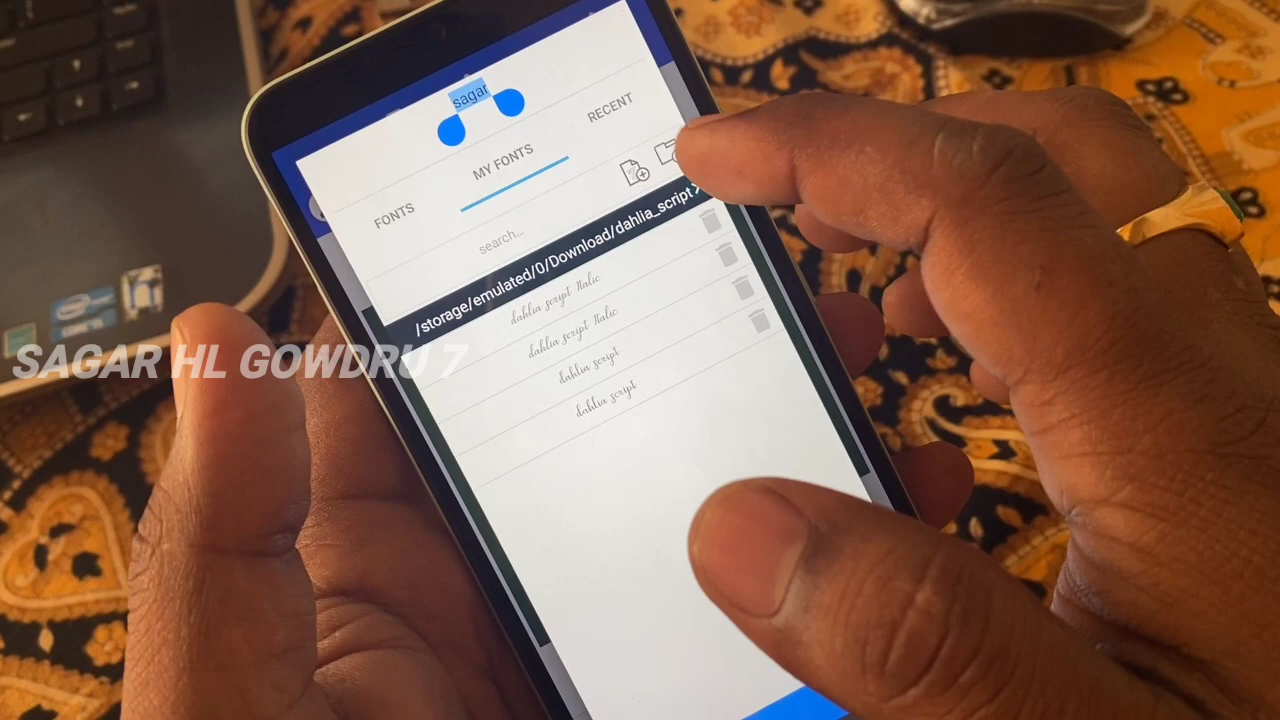 sagar
FONTS
MY FONTS
RECENT
search...
/storage/emulated/0/Download/dahlia_script
dahlia script Italic
dahlia script Italic
dahlia script
dahlia script
SAGAR HL GOWDRU 7
intel